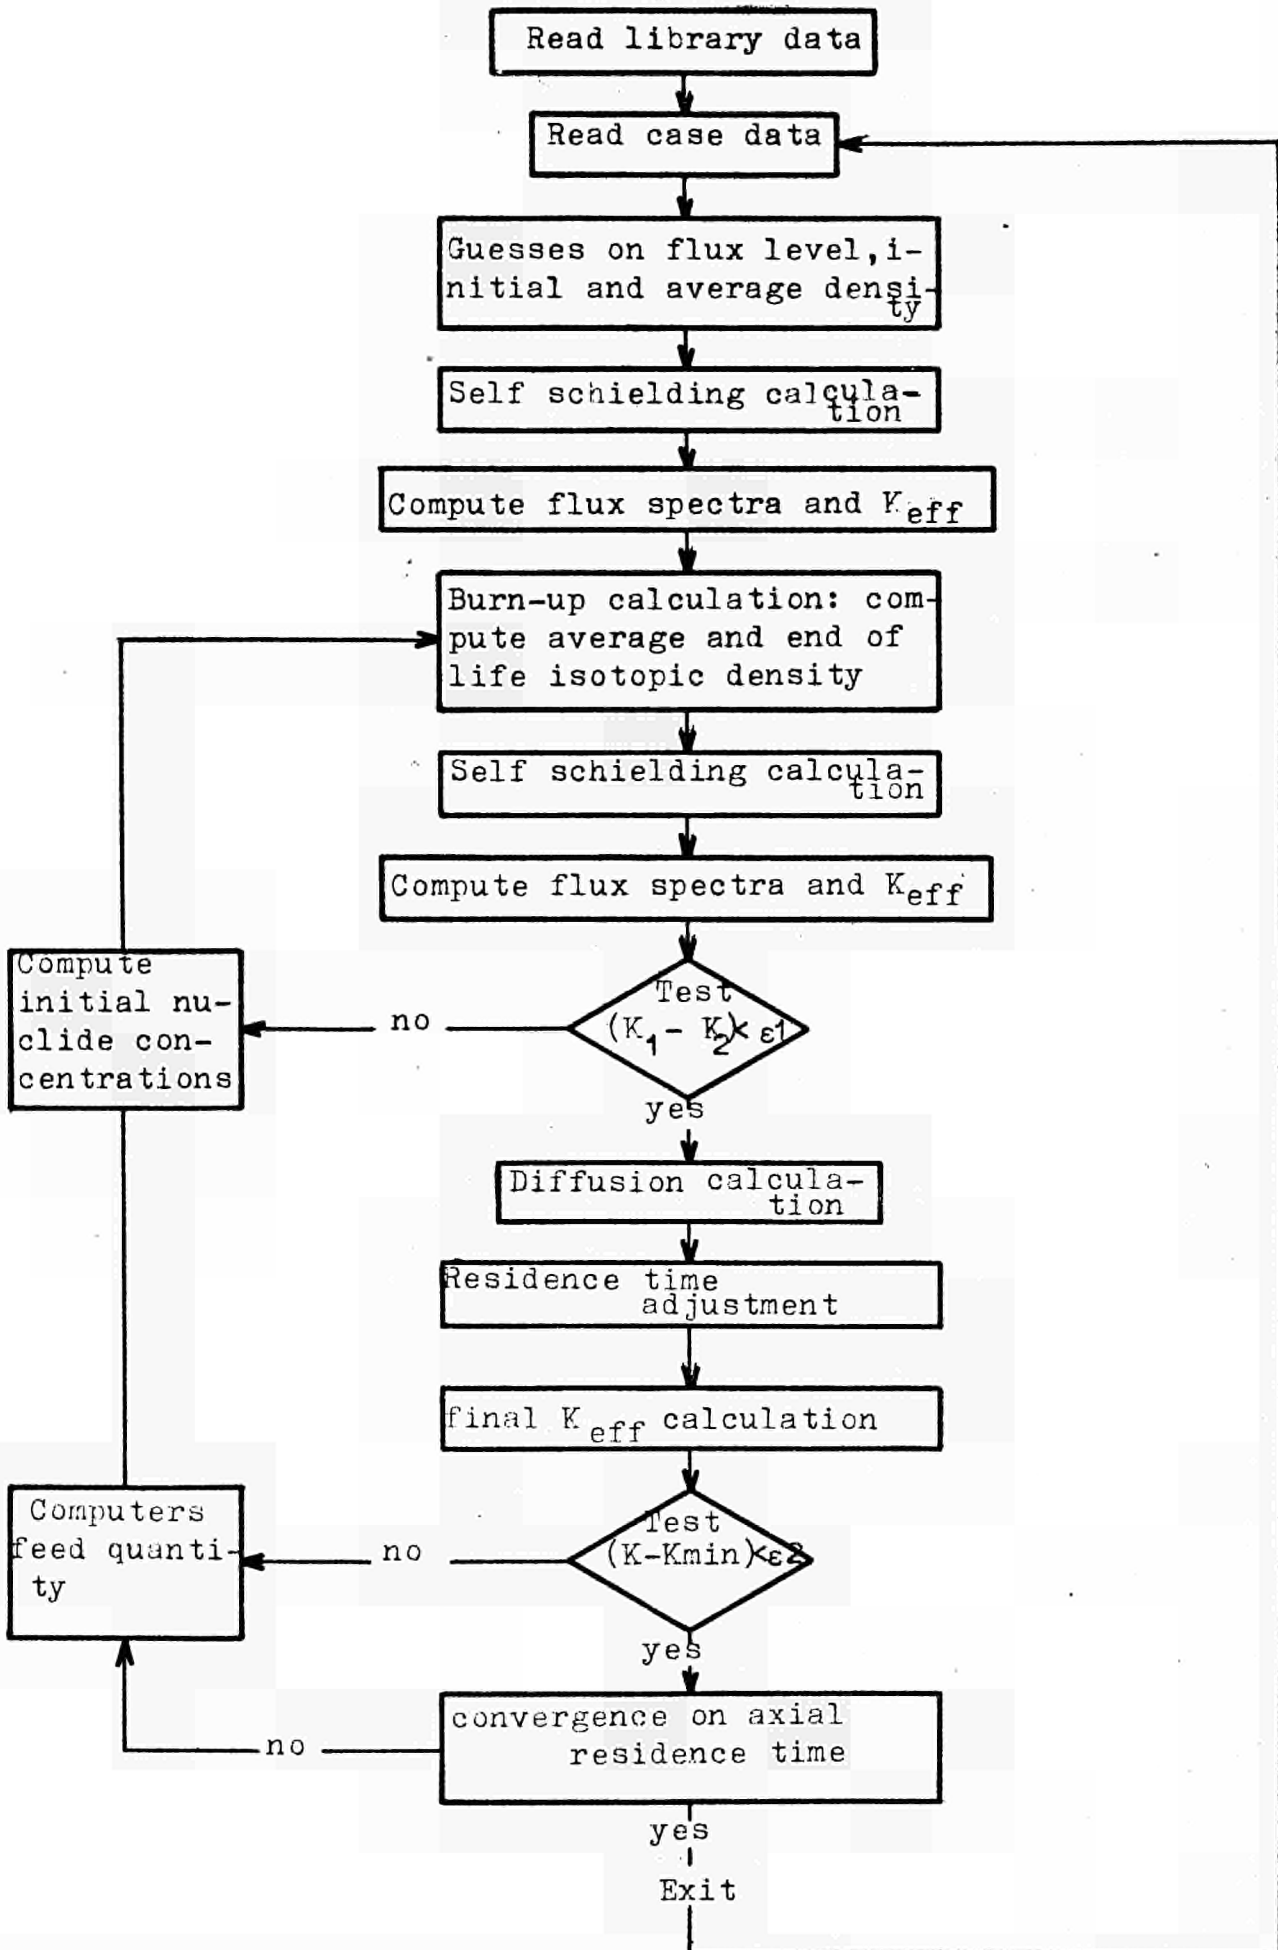 Read library data
Read case data
Guesses on flux level, i-
nitial and average densi-
ty
Self schielding calcula-
tion
Compute flux spectra and Keff
Burn-up calculation: com-
pute average and end of
life isotopic density
Self schielding calcula-
tion
Compute flux spectra and Keff
Compute
initial nu-
clide con-
centrations
no
Test
(K1 - K2)< ε1
yes
Diffusion calcula-
tion
Residence time
adjustment
final Keff calculation
Computers
feed quanti-
ty
no
Test
(K-Kmin)<ε2
yes
convergence on axial
residence time
no
yes
Exit